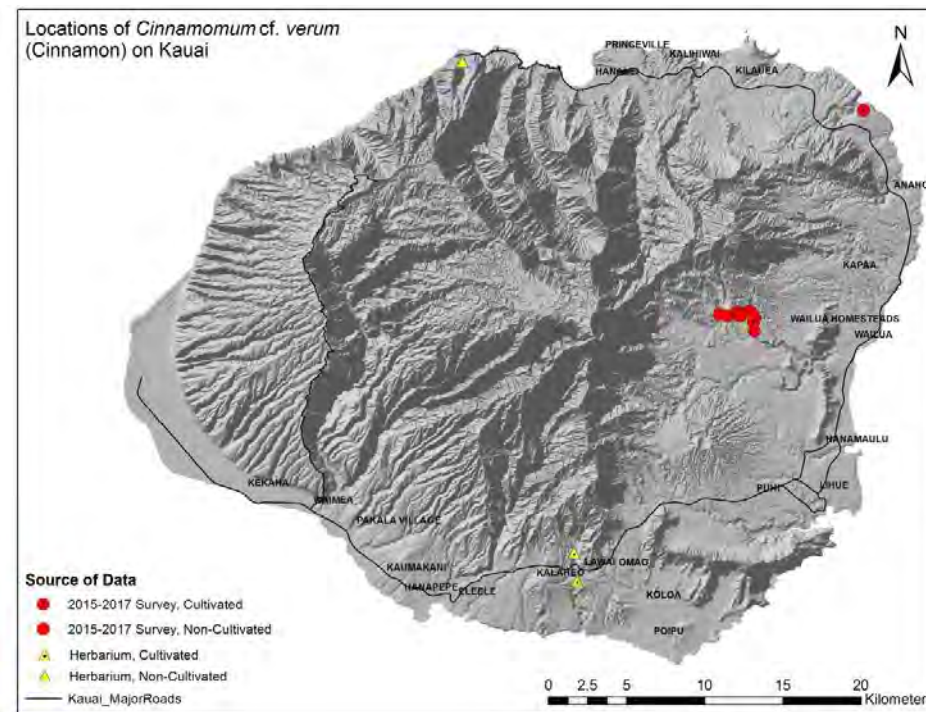 Locations of Cinnamomum cf. verum
(Cinnamon) on Kauai
N
PRINCEVILLE
KALIHIWAI
HANALEI
KILAUEA
ANAHO
KAPAA
WAILUA HOMESTEADS
WAILUA
HANAMAULU
PUHI
LIHUE
KEKAHA
WAIMEA
PAKALA VILLAGE
KAUMAKANI
HANAPEPE
ELEELE
KALAHEO
LAWAI
OMAO
KOLOA
POIPU
Source of Data
2015-2017 Survey, Cultivated
2015-2017 Survey, Non-Cultivated
Herbarium, Cultivated
Herbarium, Non-Cultivated
Kauai_MajorRoads
0 2.5 5 10 15 20
Kilometer